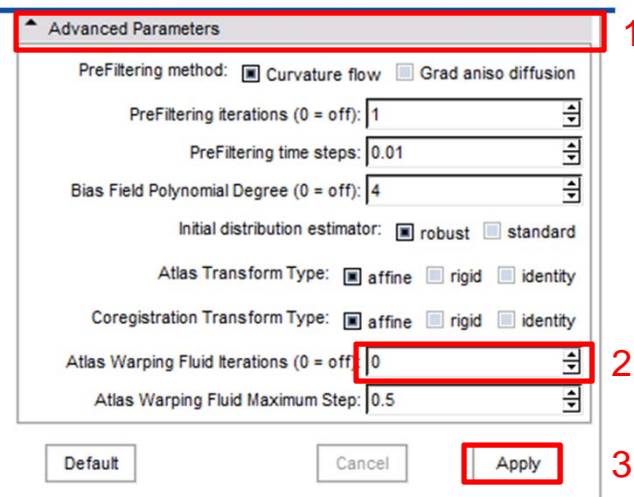 Advanced Parameters 1
PreFiltering method: Curvature flow Grad aniso diffusion
PreFiltering iterations (0 = off): 1
PreFiltering time steps: 0.01
Bias Field Polynomial Degree (0 = off): 4
Initial distribution estimator: robust standard
Atlas Transform Type: affine rigid identity
Coregistration Transform Type: affine rigid identity
Atlas Warping Fluid Iterations (0 = off): 0 2
Atlas Warping Fluid Maximum Step: 0.5
Default Cancel Apply 3